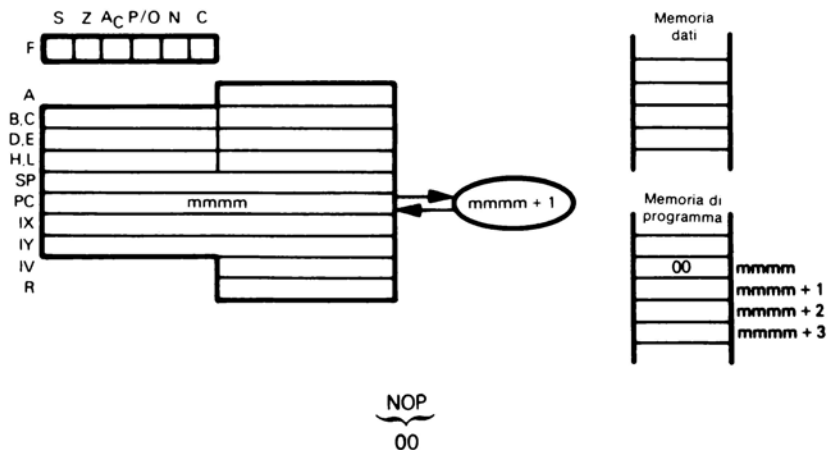 S Z AC P/O N C
F
A
B,C
D,E
H,L
SP
PC mmmm mmmm + 1
IX
IY
IV
R
Memoria
dati
Memoria di
programma
00 mmmm
mmmm + 1
mmmm + 2
mmmm + 3
NOP
00